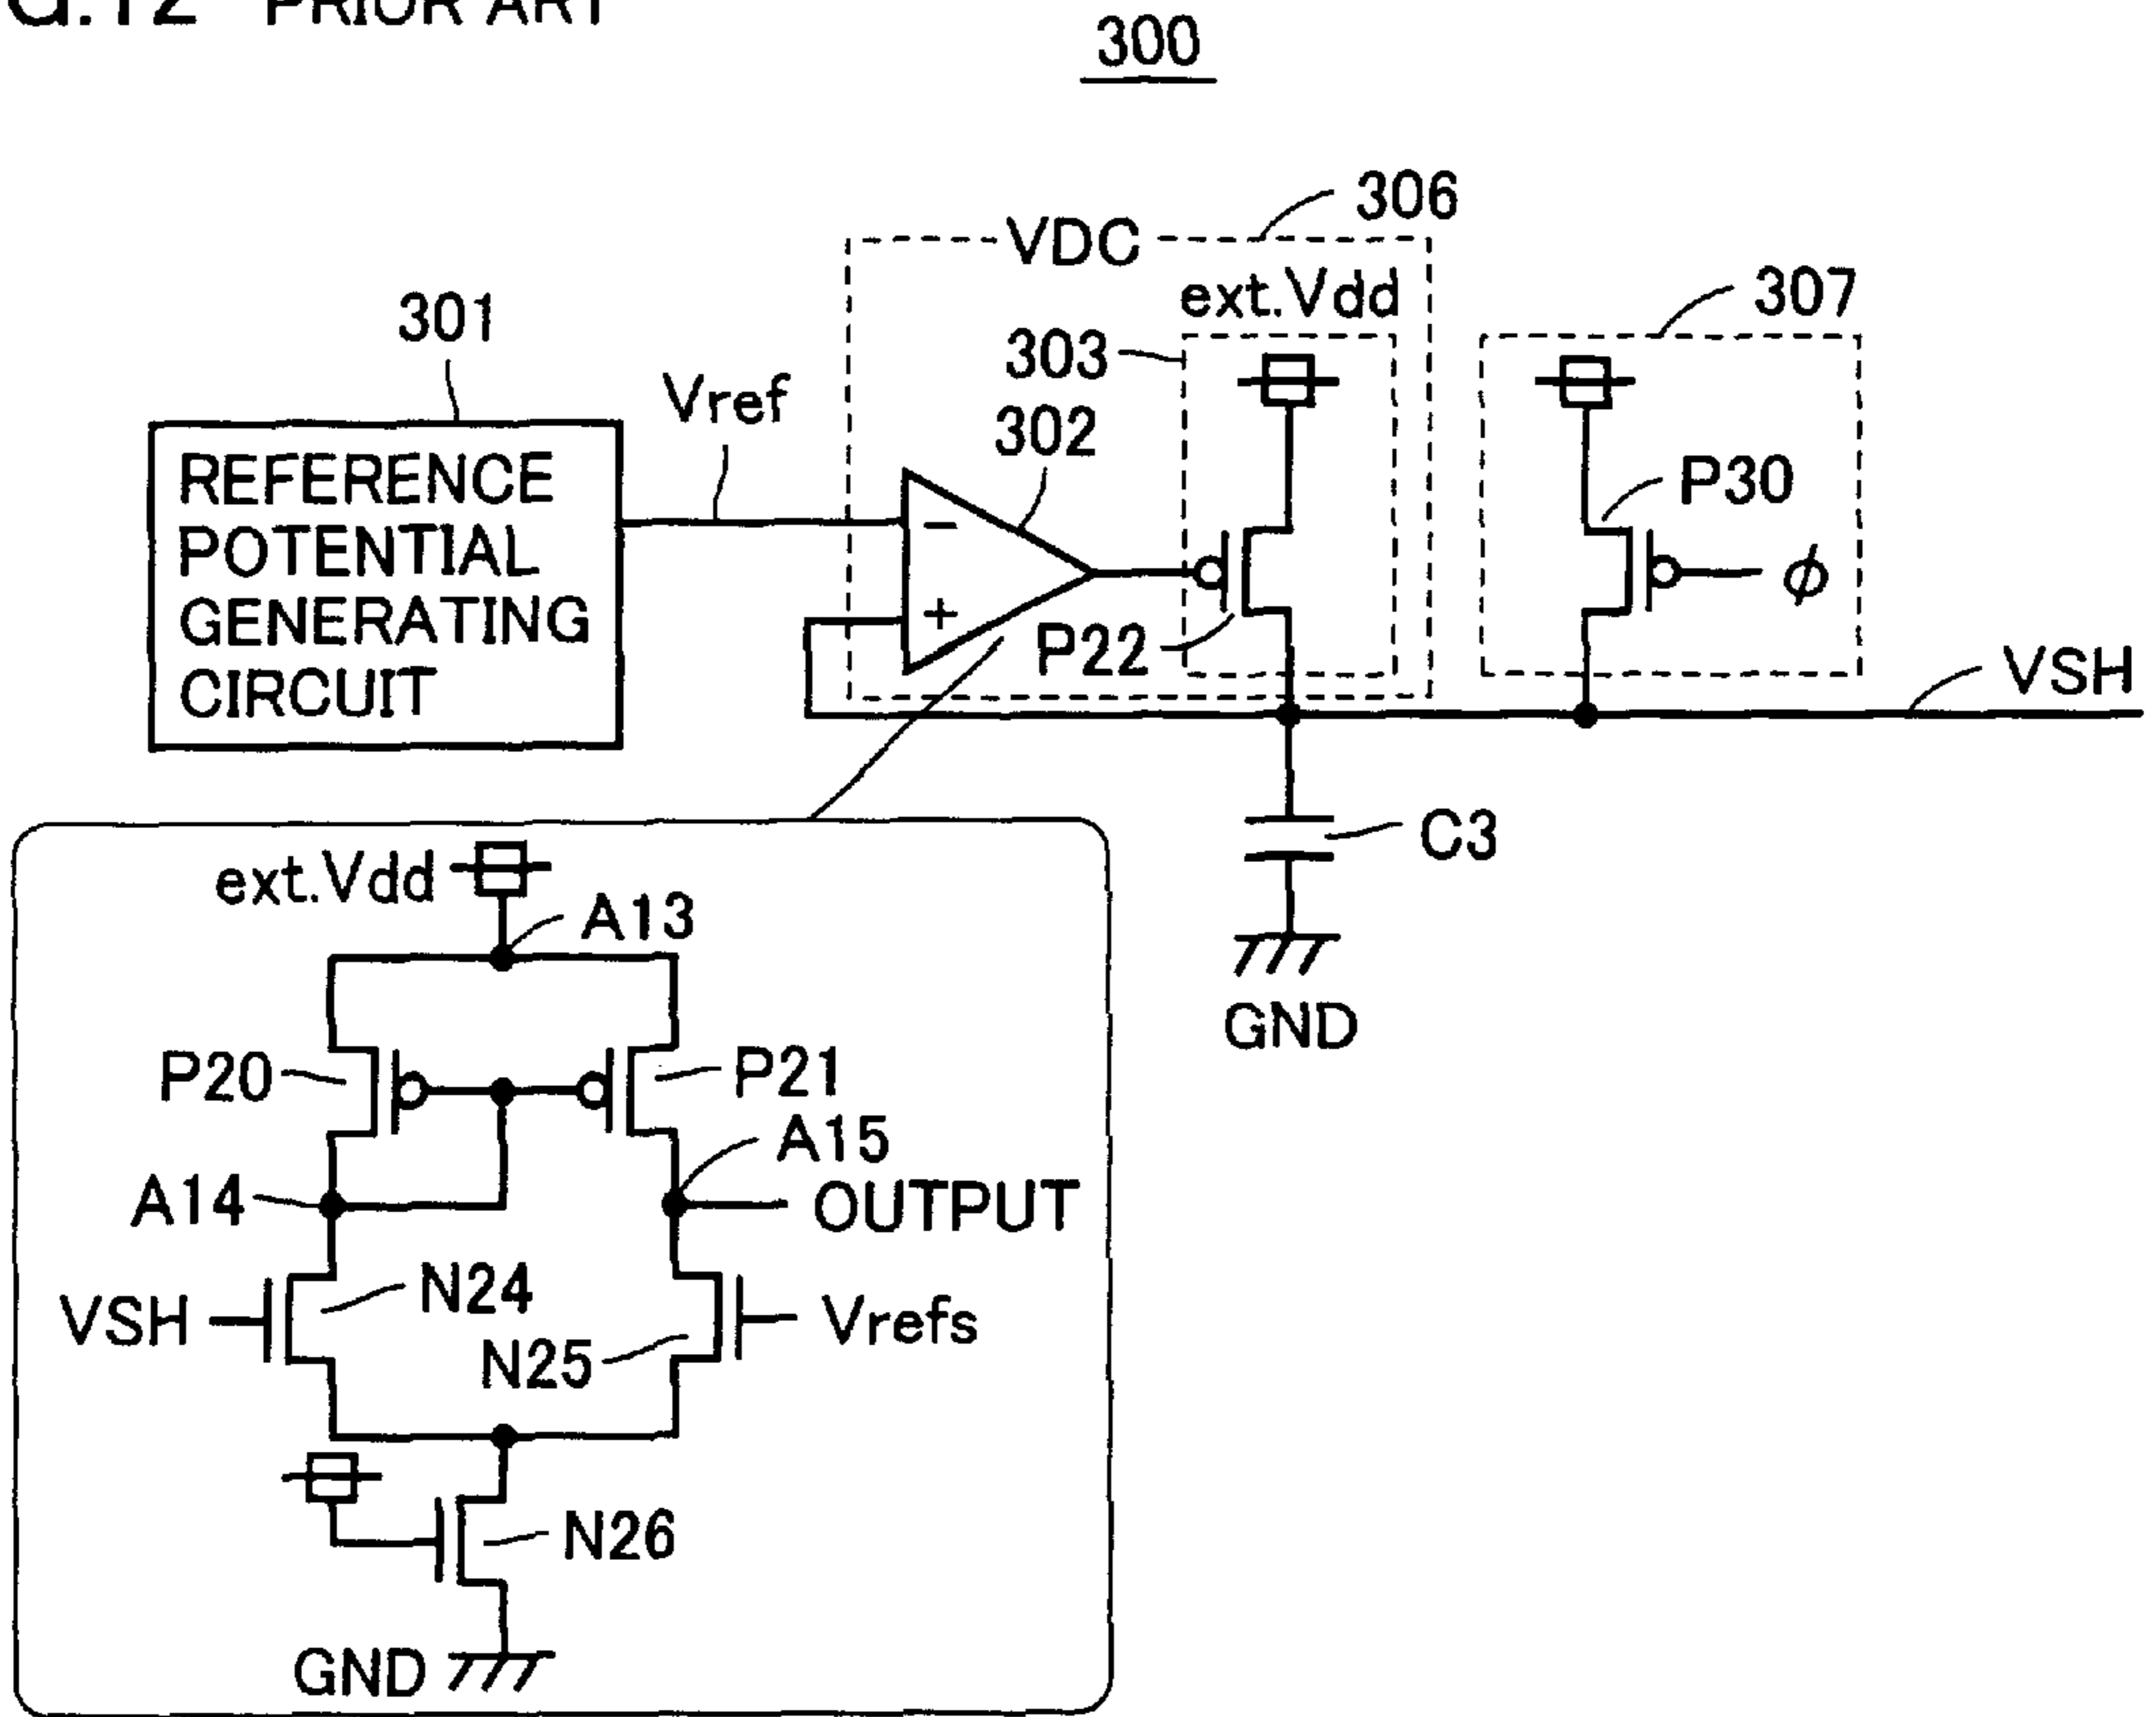 G.12 PRIOR ART
300
306
VDC
ext.Vdd
307
301
303
Vref
302
REFERENCE
POTENTIAL
GENERATING
CIRCUIT
−
+
P30
ϕ
P22
VSH
C3
GND
ext.Vdd
A13
P20
P21
A15
A14
OUTPUT
N24
VSH
Vrefs
N25
N26
GND